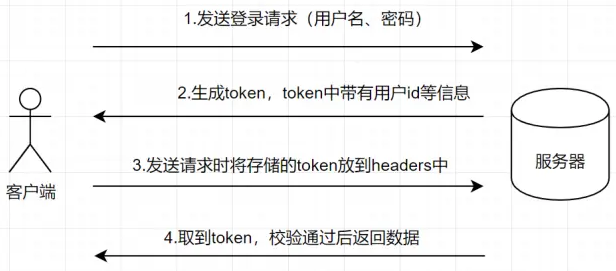 1.发送登录请求（用户名、密码）
2.生成token，token中带有用户id等信息
3.发送请求时将存储的token放到headers中
服务器
客户端
4.取到token，校验通过后返回数据